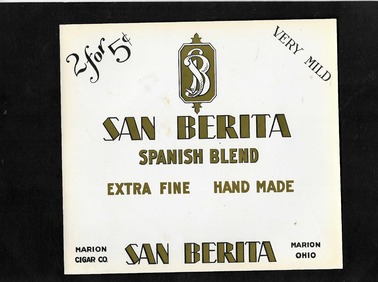 2 for 5¢
VERY MILD
SB
SAN BERITA
SPANISH BLEND
EXTRA FINE HAND MADE
MARION
CIGAR CO.
SAN BERITA
MARION
OHIO